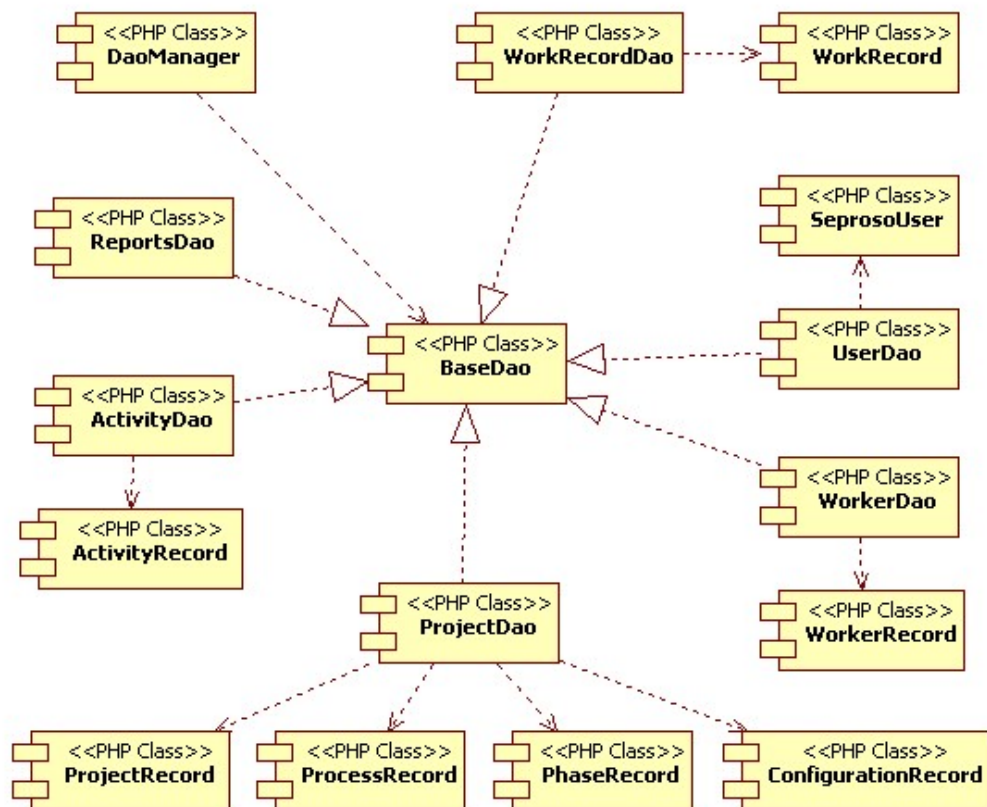 <<PHP Class>>
DaoManager
<<PHP Class>>
WorkRecordDao
<<PHP Class>>
WorkRecord
<<PHP Class>>
ReportsDao
<<PHP Class>>
SeprosoUser
<<PHP Class>>
BaseDao
<<PHP Class>>
UserDao
<<PHP Class>>
ActivityDao
<<PHP Class>>
WorkerDao
<<PHP Class>>
ActivityRecord
<<PHP Class>>
ProjectDao
<<PHP Class>>
WorkerRecord
<<PHP Class>>
ProjectRecord
<<PHP Class>>
ProcessRecord
<<PHP Class>>
PhaseRecord
<<PHP Class>>
ConfigurationRecord